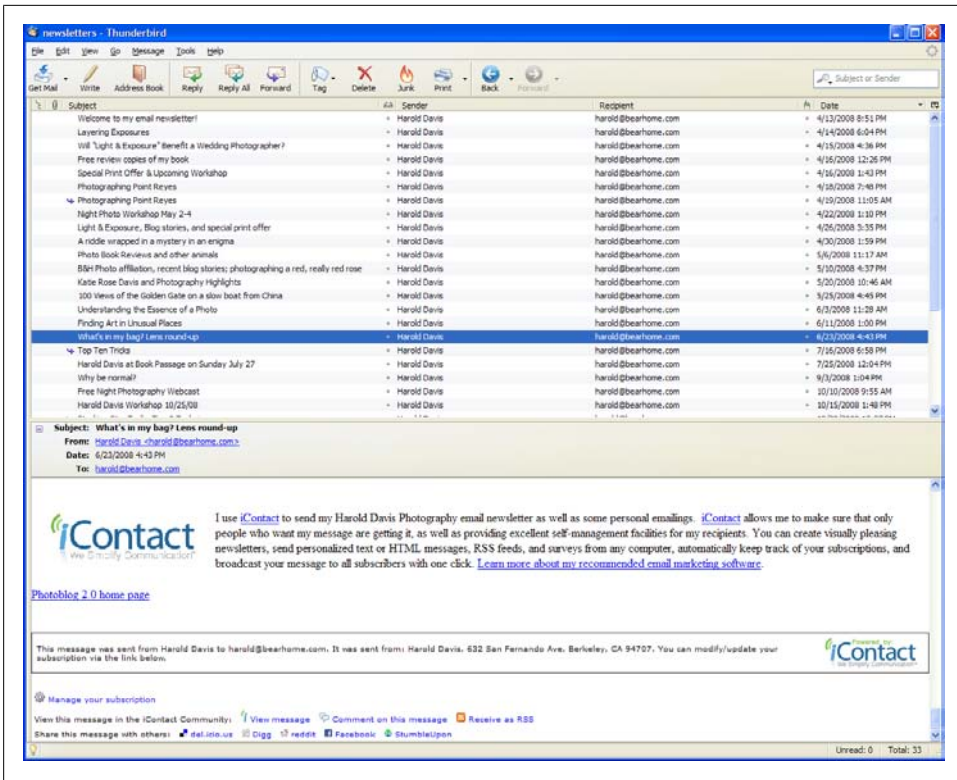 newsletters - Thunderbird
File Edit View Go Message Tools Help
Get Mail Write Address Book Reply Reply All Forward Tag Delete Junk Print Back Forward Subject or Sender
Subject Sender Recipient Date
Welcome to my email newsletter! Harold Davis harold@bearhome.com 4/13/2008 8:51 PM
Layering Exposures Harold Davis harold@bearhome.com 4/14/2008 6:04 PM
Will "Light & Exposure" Benefit a Wedding Photographer? Harold Davis harold@bearhome.com 4/15/2008 4:36 PM
Free review copies of my book Harold Davis harold@bearhome.com 4/16/2008 12:26 PM
Special Print Offer & Upcoming Workshop Harold Davis harold@bearhome.com 4/16/2008 1:43 PM
Photographing Point Reyes Harold Davis harold@bearhome.com 4/18/2008 7:48 PM
Photographing Point Reyes Harold Davis harold@bearhome.com 4/19/2008 11:05 AM
Night Photo Workshop May 2-4 Harold Davis harold@bearhome.com 4/22/2008 1:10 PM
Light & Exposure, Blog stories, and special print offer Harold Davis harold@bearhome.com 4/26/2008 3:35 PM
A riddle wrapped in a mystery in an enigma Harold Davis harold@bearhome.com 4/30/2008 1:59 PM
Photo Book Reviews and other animals Harold Davis harold@bearhome.com 5/6/2008 11:17 AM
B&H Photo affiliation, recent blog stories; photographing a red, really red rose Harold Davis harold@bearhome.com 5/10/2008 4:37 PM
Katie Rose Davis and Photography Highlights Harold Davis harold@bearhome.com 5/20/2008 10:46 AM
100 Views of the Golden Gate on a slow boat from China Harold Davis harold@bearhome.com 5/25/2008 4:45 PM
Understanding the Essence of a Photo Harold Davis harold@bearhome.com 6/3/2008 11:28 AM
Finding Art in Unusual Places Harold Davis harold@bearhome.com 6/11/2008 1:00 PM
What's in my bag? Lens round-up Harold Davis harold@bearhome.com 6/23/2008 4:43 PM
Top Ten Tricks Harold Davis harold@bearhome.com 7/16/2008 6:58 PM
Harold Davis at Book Passage on Sunday July 27 Harold Davis harold@bearhome.com 7/25/2008 12:04 PM
Why be normal? Harold Davis harold@bearhome.com 9/3/2008 1:04 PM
Free Night Photography Webcast Harold Davis harold@bearhome.com 10/10/2008 9:55 AM
Harold Davis Workshop 10/25/08 Harold Davis harold@bearhome.com 10/15/2008 1:48 PM
Subject: What's in my bag? Lens round-up
From: Harold Davis <harold@bearhome.com>
Date: 6/23/2008 4:43 PM
To: harold@bearhome.com
iContact
We Simplify Communication
I use iContact to send my Harold Davis Photography email newsletter as well as some personal emailings. iContact allows me to make sure that only
people who want my message are getting it, as well as providing excellent self-management facilities for my recipients. You can create visually pleasing
newsletters, send personalized text or HTML messages, RSS feeds, and surveys from any computer, automatically keep track of your subscriptions, and
broadcast your message to all subscribers with one click. Learn more about my recommended email marketing software.
Photoblog 2.0 home page
This message was sent from Harold Davis to harold@bearhome.com. It was sent from: Harold Davis, 632 San Fernando Ave, Berkeley, CA 94707. You can modify/update your
subscription via the link below.
Powered by:
iContact
We Simplify Communication
Manage your subscription
View this message in the iContact Community: View message Comment on this message Receive as RSS
Share this message with others: del.icio.us Digg reddit Facebook StumbleUpon
Unread: 0 Total: 33